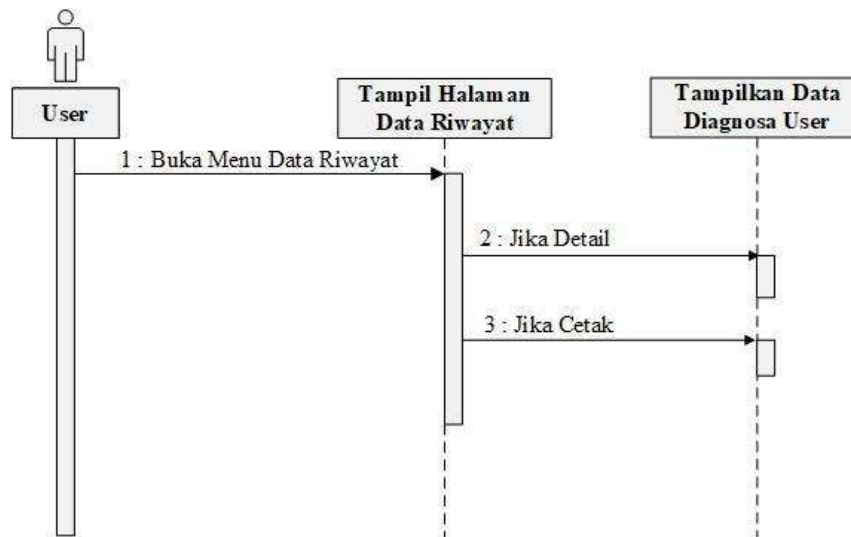 User
Tampil Halaman
Data Riwayat
Tampilkan Data
Diagnosa User
1 : Buka Menu Data Riwayat
2 : Jika Detail
3 : Jika Cetak